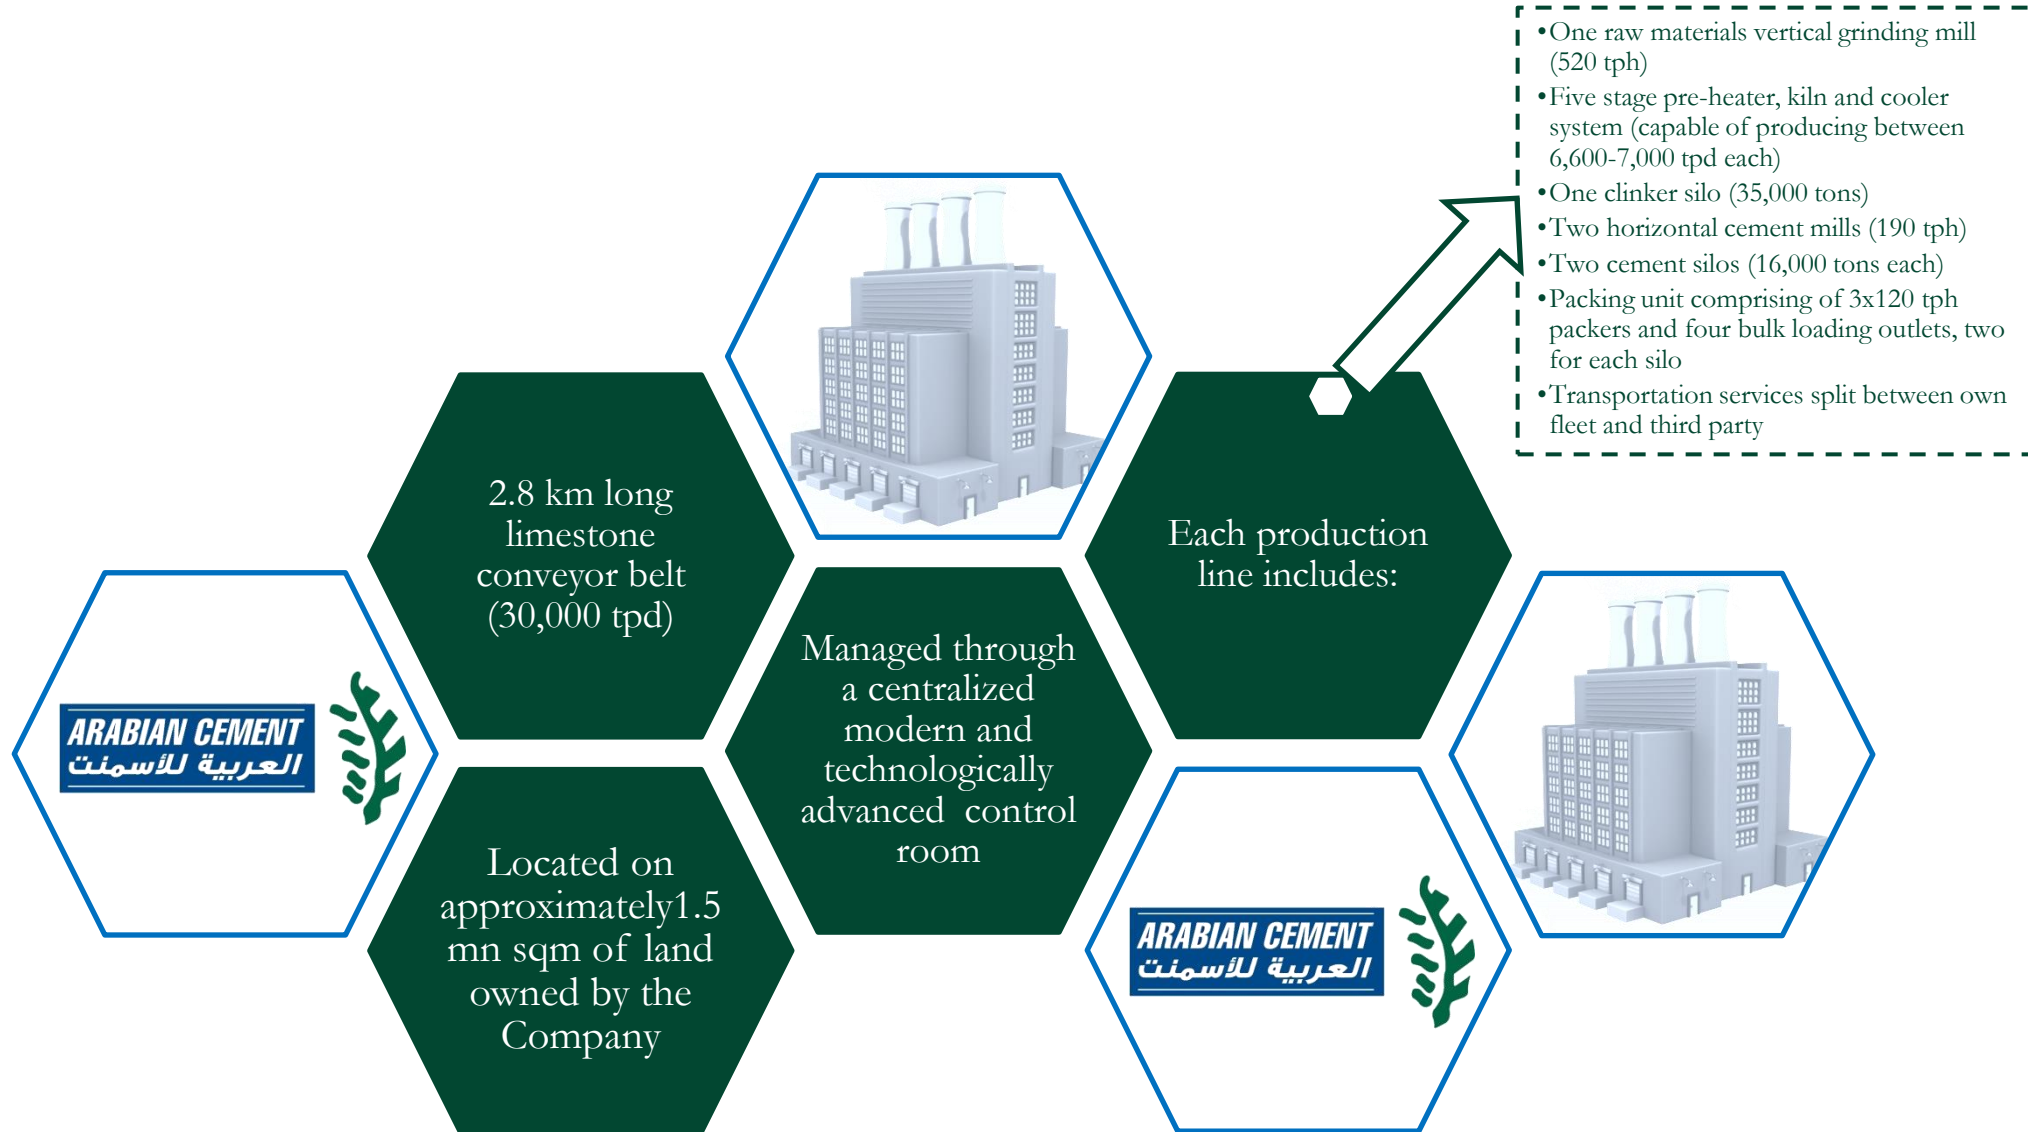 •One raw materials vertical grinding mill
(520 tph)
•Five stage pre-heater, kiln and cooler
system (capable of producing between
6,600-7,000 tpd each)
•One clinker silo (35,000 tons)
•Two horizontal cement mills (190 tph)
•Two cement silos (16,000 tons each)
•Packing unit comprising of 3x120 tph
packers and four bulk loading outlets, two
for each silo
•Transportation services split between own
fleet and third party
2.8 km long
limestone
conveyor belt
(30,000 tpd)
Each production
line includes:
Managed through
a centralized
modern and
technologically
advanced  control
room
ARABIAN CEMENT
العربية للأسمنت
Located on
approximately1.5
mn sqm of land
owned by the
Company
ARABIAN CEMENT
العربية للأسمنت